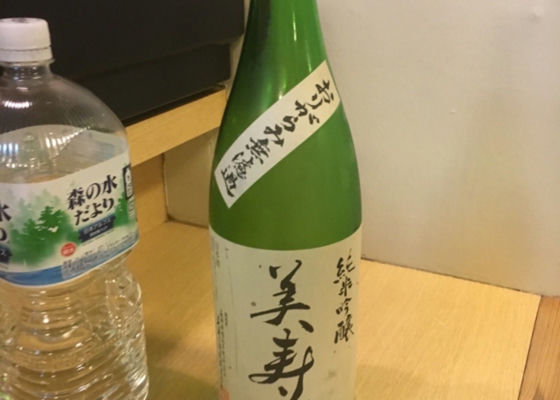 森の水
だより
おりがらみ無濾過
純米吟醸
美寿